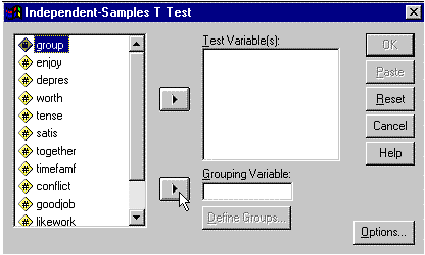 Independent-Samples T Test
group
enjoy
depres
worth
tense
satis
together
timefamf
conflict
goodjob
likework
Test Variable(s):
Grouping Variable:
Define Groups...
OK
Paste
Reset
Cancel
Help
Options...